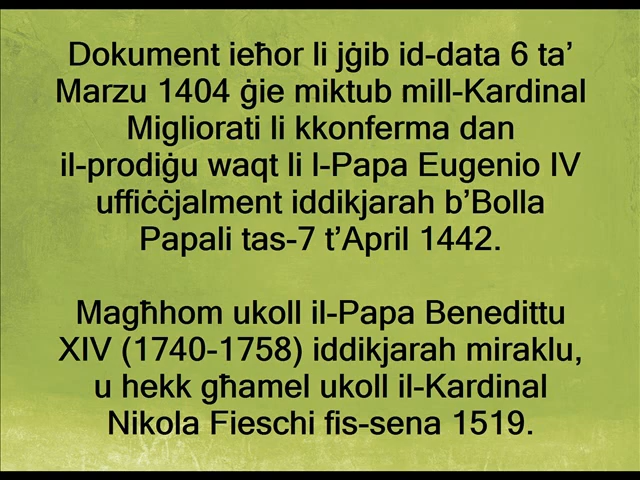 Dokument ieħor li jġib id-data 6 ta’
Marzu 1404 ġie miktub mill-Kardinal
Migliorati li kkonferma dan
il-prodiġu waqt li l-Papa Eugenio IV
uffiċċjalment iddikjarah b’Bolla
Papali tas-7 t’April 1442.
Magħhom ukoll il-Papa Benedittu
XIV (1740-1758) iddikjarah miraklu,
u hekk għamel ukoll il-Kardinal
Nikola Fieschi fis-sena 1519.